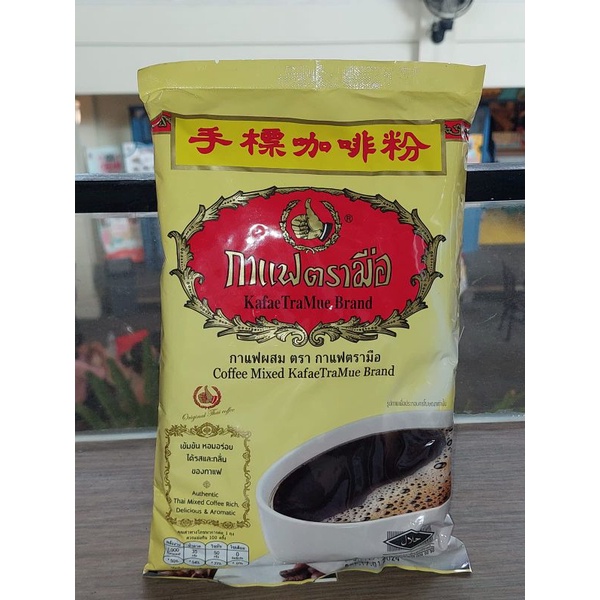 手標咖啡粉
®
กาแฟตรามือ
KafaeTraMue Brand
กาแฟผสม ตรา กาแฟตรามือ
Coffee Mixed KafaeTraMue Brand
Original Thai coffee
เข้มข้น หอมอร่อย
ได้รสและกลิ่น
ของกาแฟ
Authentic
Thai Mixed Coffee Rich,
Delicious & Aromatic